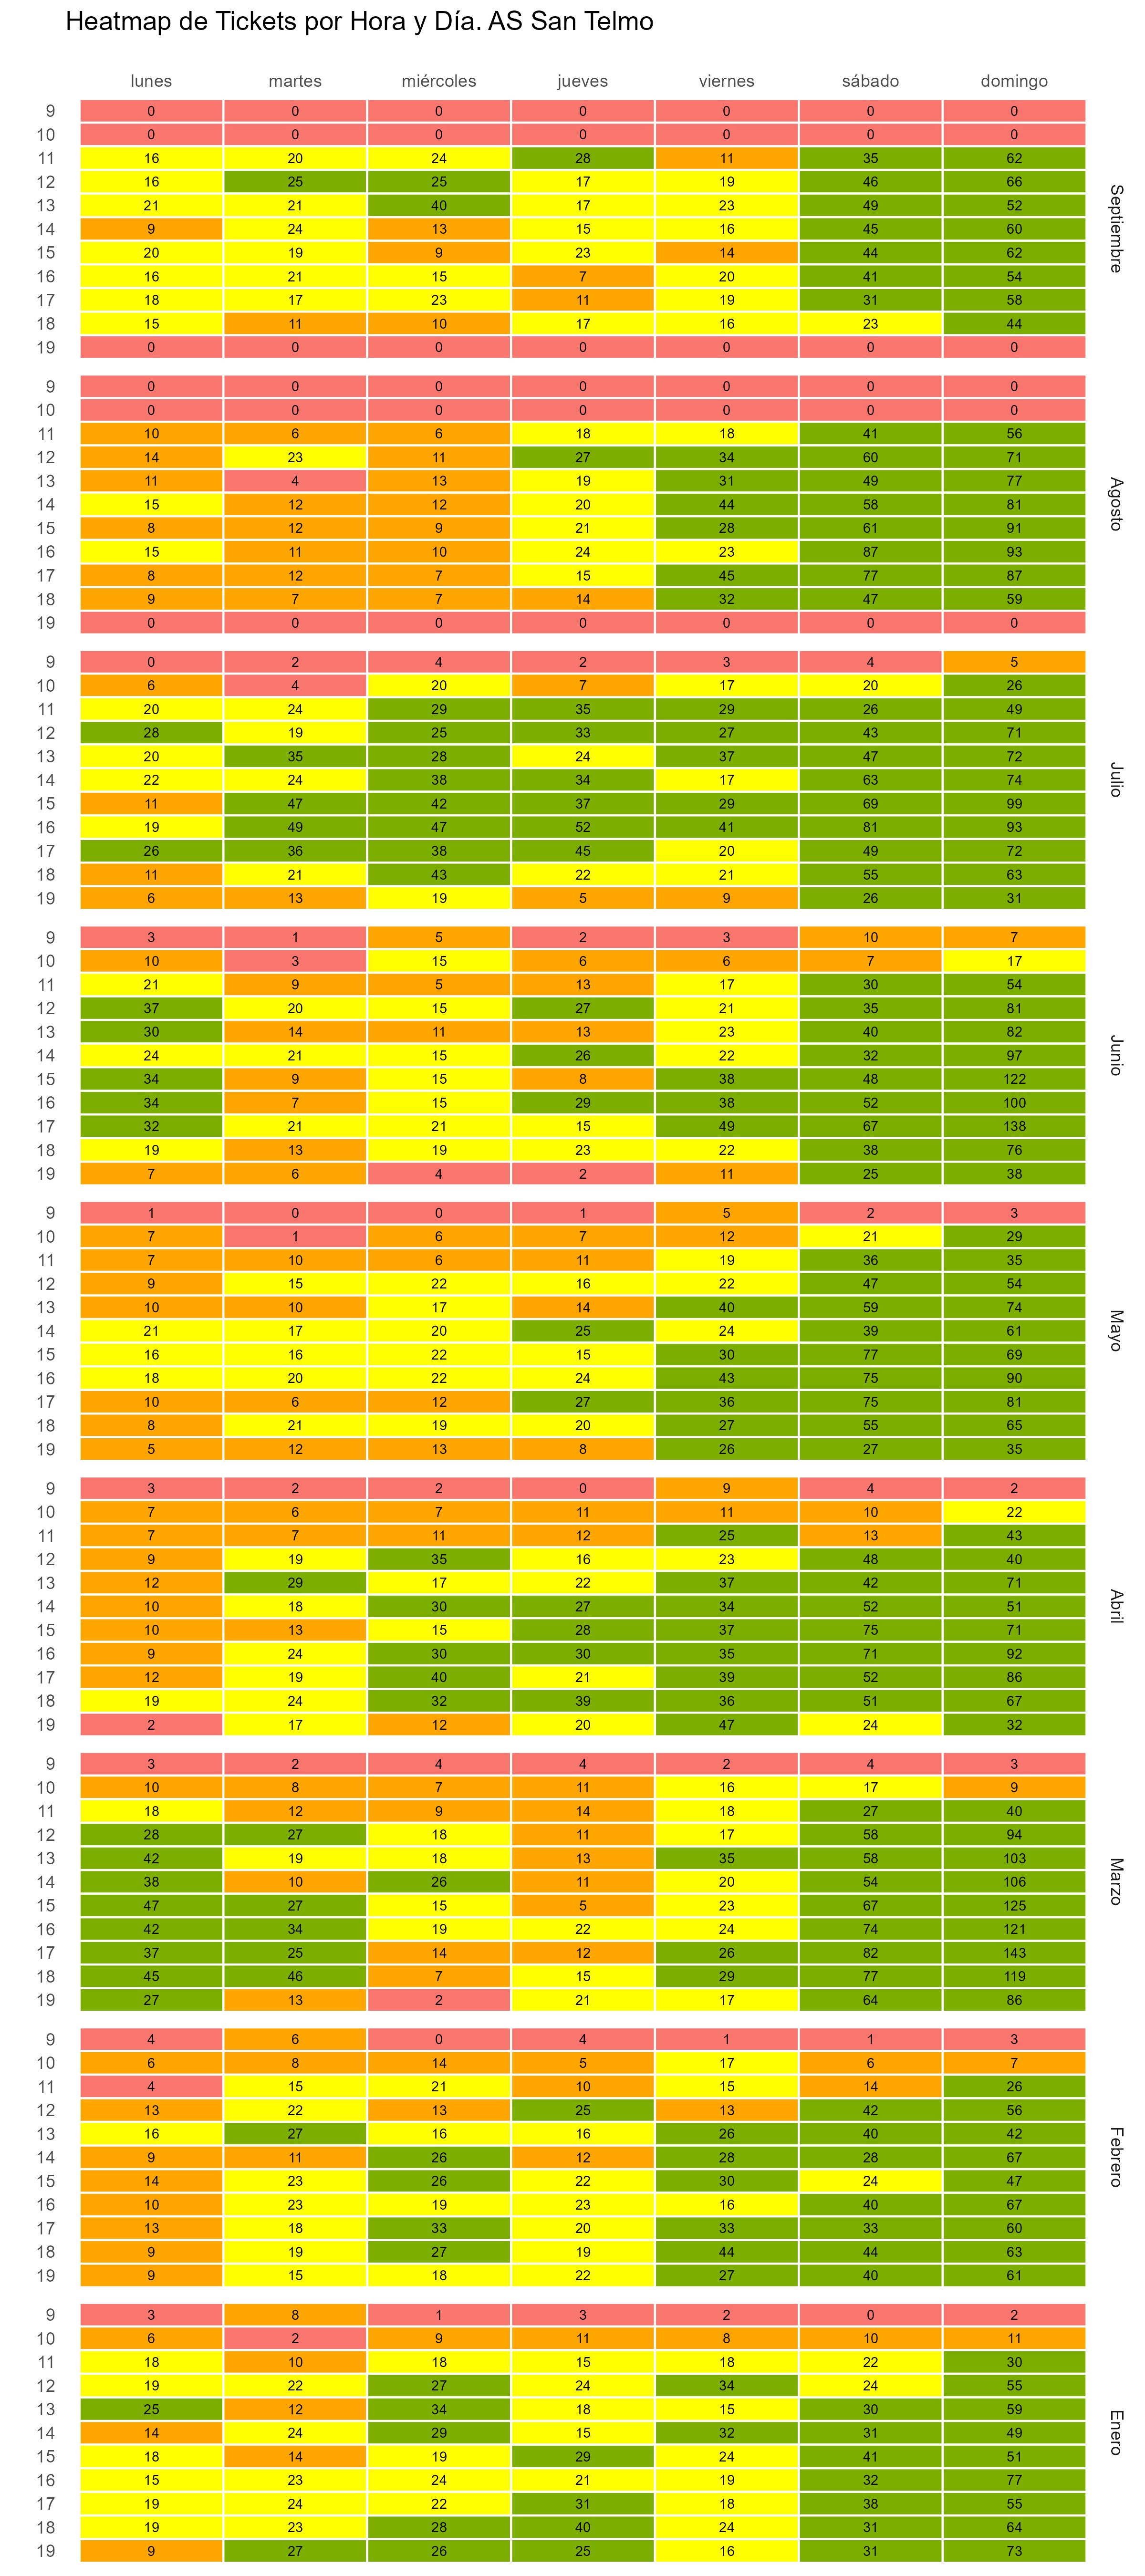 Heatmap de Tickets por Hora y Día. AS San Telmo
lunes martes miércoles jueves viernes sábado domingo
Septiembre
9 0 0 0 0 0 0 0
10 0 0 0 0 0 0 0
11 16 20 24 28 11 35 62
12 16 25 25 17 19 46 66
13 21 21 40 17 23 49 52
14 9 24 13 15 16 45 60
15 20 19 9 23 14 44 62
16 16 21 15 7 20 41 54
17 18 17 23 11 19 31 58
18 15 11 10 17 16 23 44
19 0 0 0 0 0 0 0
Agosto
9 0 0 0 0 0 0 0
10 0 0 0 0 0 0 0
11 10 6 6 18 18 41 56
12 14 23 11 27 34 60 71
13 11 4 13 19 31 49 77
14 15 12 12 20 44 58 81
15 8 12 9 21 28 61 91
16 15 11 10 24 23 87 93
17 8 12 7 15 45 77 87
18 9 7 7 14 32 47 59
19 0 0 0 0 0 0 0
Julio
9 0 2 4 2 3 4 5
10 6 4 20 7 17 20 26
11 20 24 29 35 29 26 49
12 28 19 25 33 27 43 71
13 20 35 28 24 37 47 72
14 22 24 38 34 17 63 74
15 11 47 42 37 29 69 99
16 19 49 47 52 41 81 93
17 26 36 38 45 20 49 72
18 11 21 43 22 21 55 63
19 6 13 19 5 9 26 31
Junio
9 3 1 5 2 3 10 7
10 10 3 15 6 6 7 17
11 21 9 5 13 17 30 54
12 37 20 15 27 21 35 81
13 30 14 11 13 23 40 82
14 24 21 15 26 22 32 97
15 34 9 15 8 38 48 122
16 34 7 15 29 38 52 100
17 32 21 21 15 49 67 138
18 19 13 19 23 22 38 76
19 7 6 4 2 11 25 38
Mayo
9 1 0 0 1 5 2 3
10 7 1 6 7 12 21 29
11 7 10 6 11 19 36 35
12 9 15 22 16 22 47 54
13 10 10 17 14 40 59 74
14 21 17 20 25 24 39 61
15 16 16 22 15 30 77 69
16 18 20 22 24 43 75 90
17 10 6 12 27 36 75 81
18 8 21 19 20 27 55 65
19 5 12 13 8 26 27 35
Abril
9 3 2 2 0 9 4 2
10 7 6 7 11 11 10 22
11 7 7 11 12 25 13 43
12 9 19 35 16 23 48 40
13 12 29 17 22 37 42 71
14 10 18 30 27 34 52 51
15 10 13 15 28 37 75 71
16 9 24 30 30 35 71 92
17 12 19 40 21 39 52 86
18 19 24 32 39 36 51 67
19 2 17 12 20 47 24 32
Marzo
9 3 2 4 4 2 4 3
10 10 8 7 11 16 17 9
11 18 12 9 14 18 27 40
12 28 27 18 11 17 58 94
13 42 19 18 13 35 58 103
14 38 10 26 11 20 54 106
15 47 27 15 5 23 67 125
16 42 34 19 22 24 74 121
17 37 25 14 12 26 82 143
18 45 46 7 15 29 77 119
19 27 13 2 21 17 64 86
Febrero
9 4 6 0 4 1 1 3
10 6 8 14 5 17 6 7
11 4 15 21 10 15 14 26
12 13 22 13 25 13 42 56
13 16 27 16 16 26 40 42
14 9 11 26 12 28 28 67
15 14 23 26 22 30 24 47
16 10 23 19 23 16 40 67
17 13 18 33 20 33 33 60
18 9 19 27 19 44 44 63
19 9 15 18 22 27 40 61
Enero
9 3 8 1 3 2 0 2
10 6 2 9 11 8 10 11
11 18 10 18 15 18 22 30
12 19 22 27 24 34 24 55
13 25 12 34 18 15 30 59
14 14 24 29 15 32 31 49
15 18 14 19 29 24 41 51
16 15 23 24 21 19 32 77
17 19 24 22 31 18 38 55
18 19 23 28 40 24 31 64
19 9 27 26 25 16 31 73